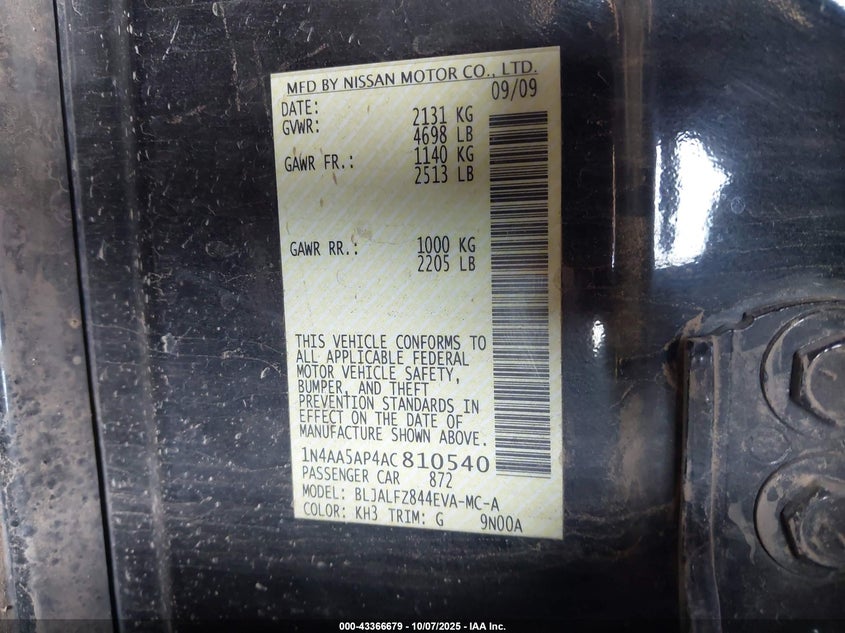 MFD BY NISSAN MOTOR CO., LTD.
DATE: 09/09
GVWR: 2131 KG
4698 LB
GAWR FR.: 1140 KG
2513 LB
GAWR RR.: 1000 KG
2205 LB
THIS VEHICLE CONFORMS TO
ALL APPLICABLE FEDERAL
MOTOR VEHICLE SAFETY,
BUMPER, AND THEFT
PREVENTION STANDARDS IN
EFFECT ON THE DATE OF
MANUFACTURE SHOWN ABOVE.
1N4AA5AP4AC810540
PASSENGER CAR 872
MODEL: BLJALFZ844EVA-MC-A
COLOR: KH3 TRIM: G 9N00A
000-43366679 | 10/07/2025 - IAA Inc.